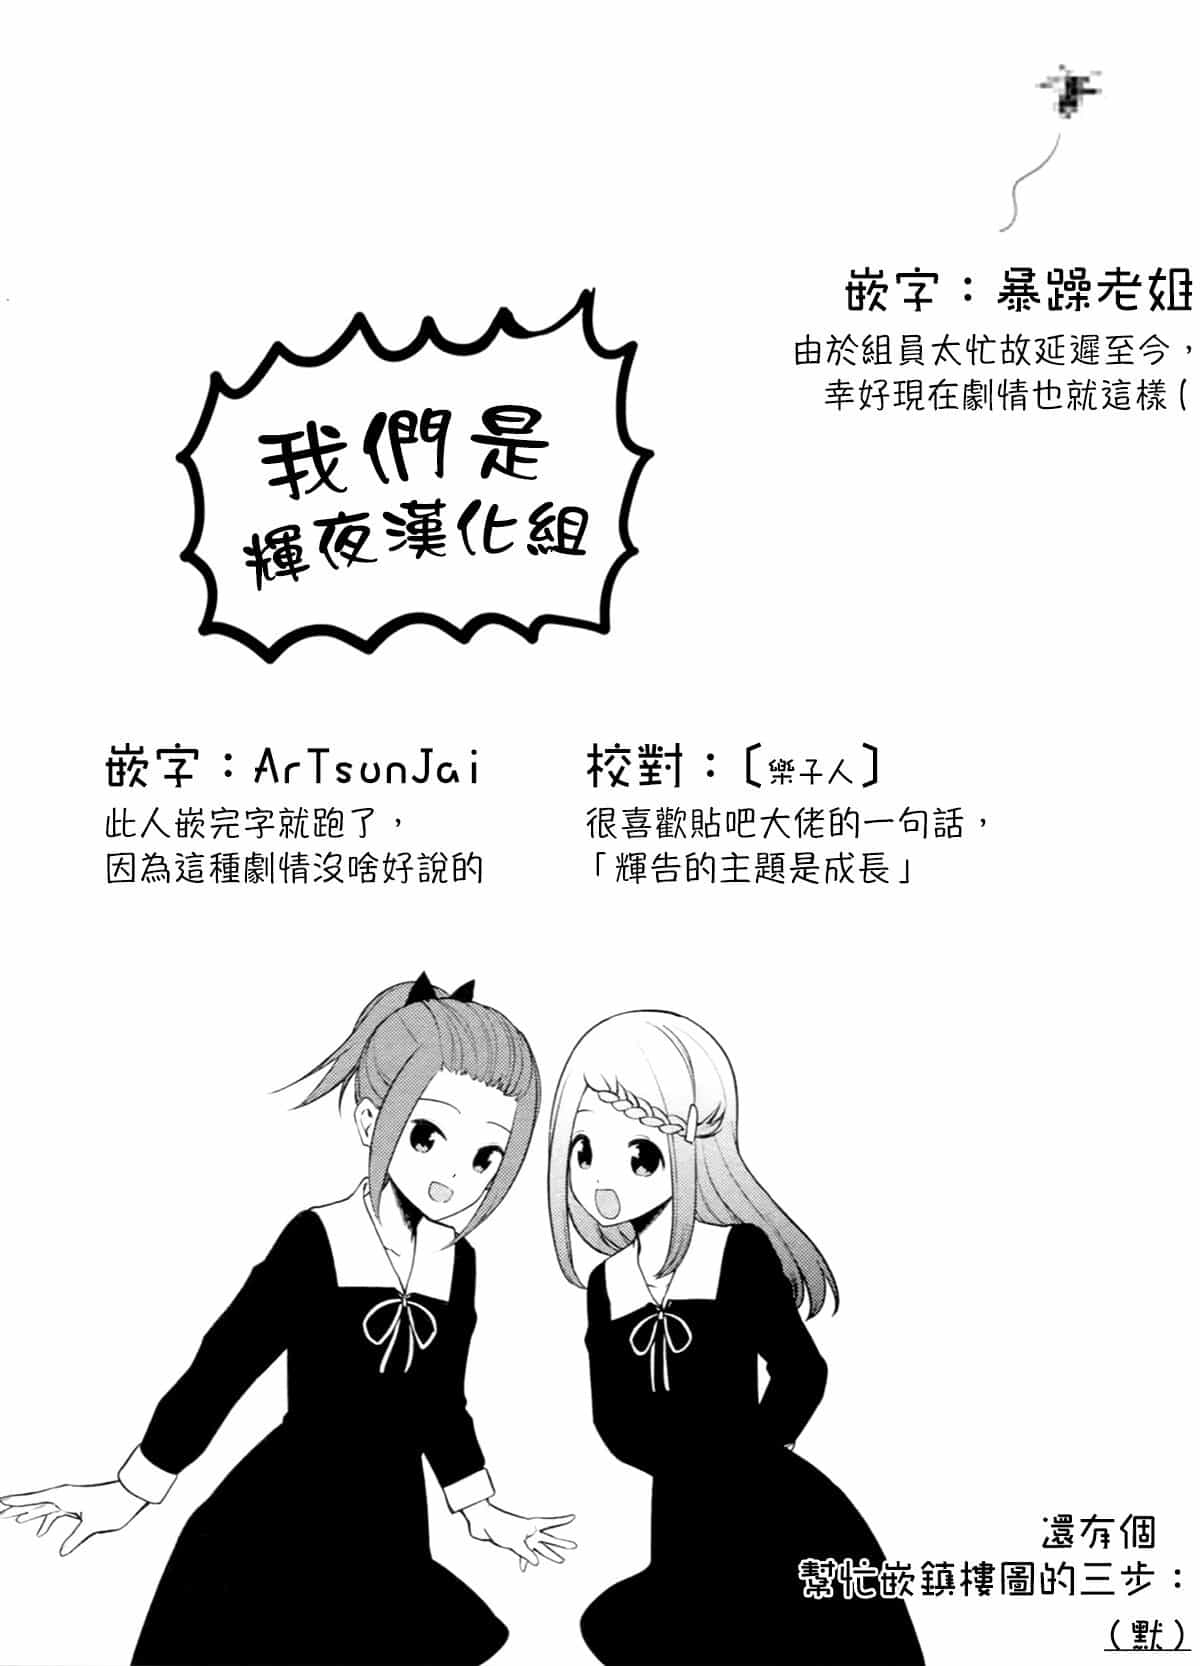 嵌字：暴躁老姐
由於組員太忙故延遲至今，
幸好現在劇情也就這樣（
我們是
輝夜漢化組
嵌字：ArTsunJai
此人嵌完字就跑了，
因為這種劇情沒啥好說的
校對：〔樂子人〕
很喜歡貼吧大佬的一句話，
「輝告的主題是成長」
還有個
幫忙嵌鎮樓圖的三步：
（默）